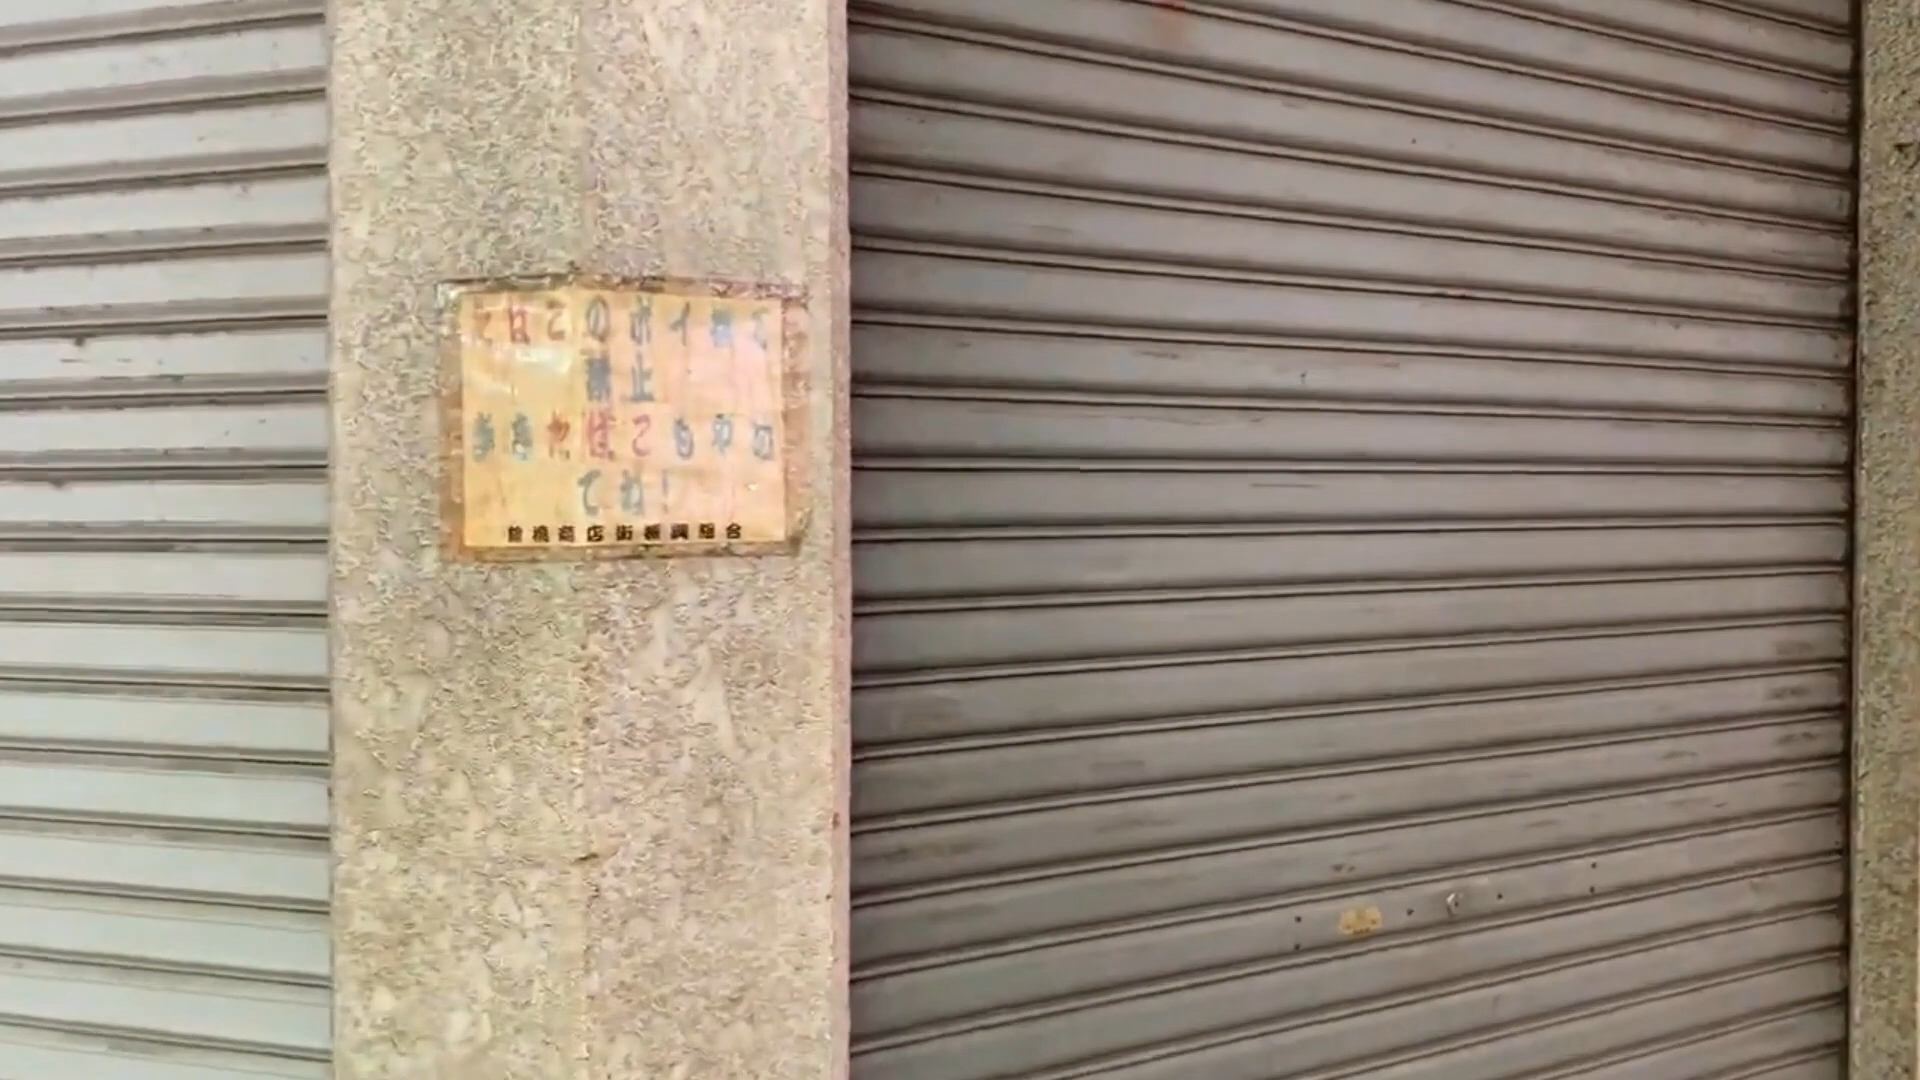 たばこのポイ捨て
禁止
歩きたばこもやめ
てね!
商店街振興組合